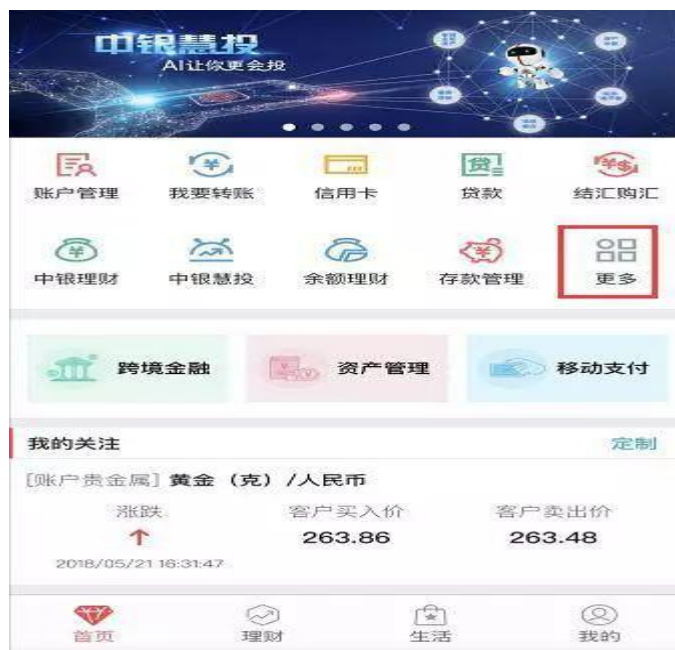 中银慧投
AI让你更会投
账户管理 我要转账 信用卡 贷款 结汇购汇
中银理财 中银慧投 余额理财 存款管理 更多
跨境金融 资产管理 移动支付
我的关注 定制
[账户贵金属] 黄金（克）/人民币
涨跌 客户买入价 客户卖出价
↑ 263.86 263.48
2018/05/21 16:31:47
首页 理财 生活 我的